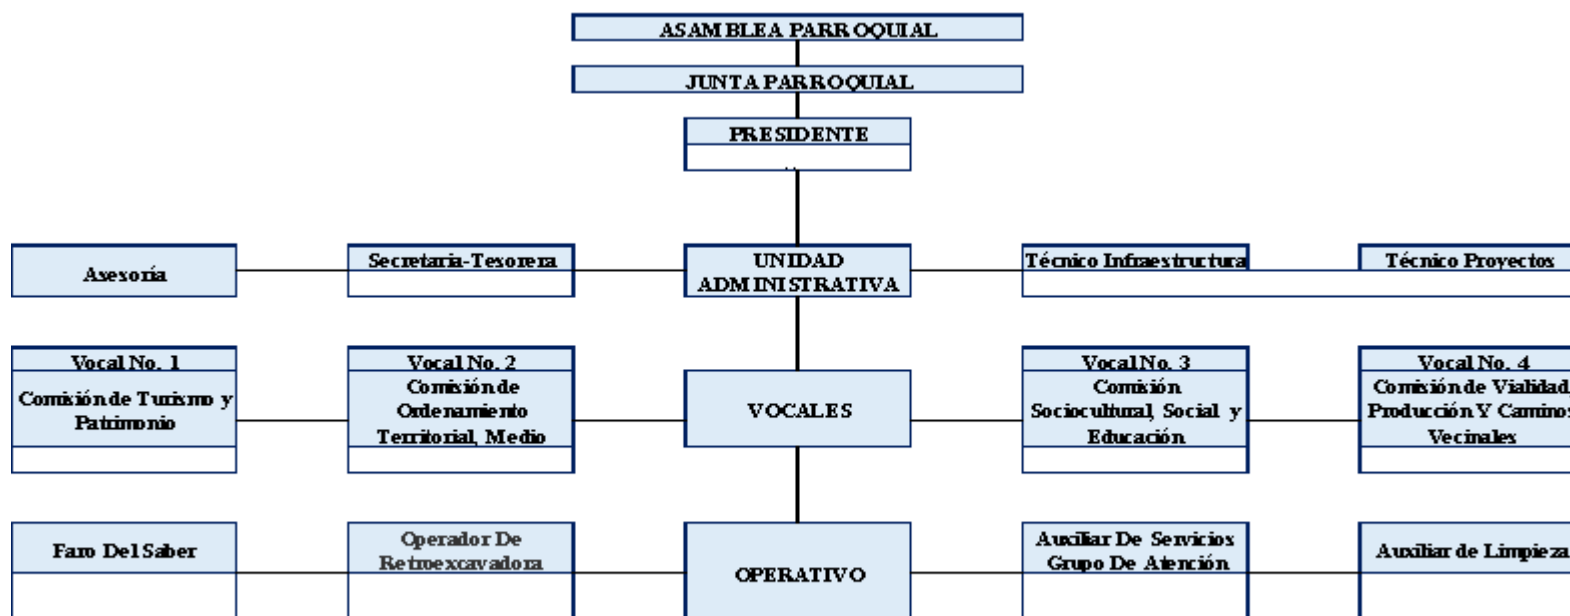 ASAMBLEA PARROQUIAL
JUNTA PARROQUIAL
PRESIDENTE
Asesoría
Secretaria-Tesorera
UNIDAD
ADMINISTRATIVA
Técnico Infraestructura
Técnico Proyectos
Vocal No. 1
Comisión de Turismo y
Patrimonio
Vocal No. 2
Comisión de
Ordenamiento
Territorial, Medio
VOCALES
Vocal No. 3
Comisión
Sociocultural, Social y
Educación
Vocal No. 4
Comisión de Vialidad,
Producción Y Caminos
Vecinales
Faro Del Saber
Operador De
Retroexcavadora
OPERATIVO
Auxiliar De Servicios
Grupo De Atención
Auxiliar de Limpieza